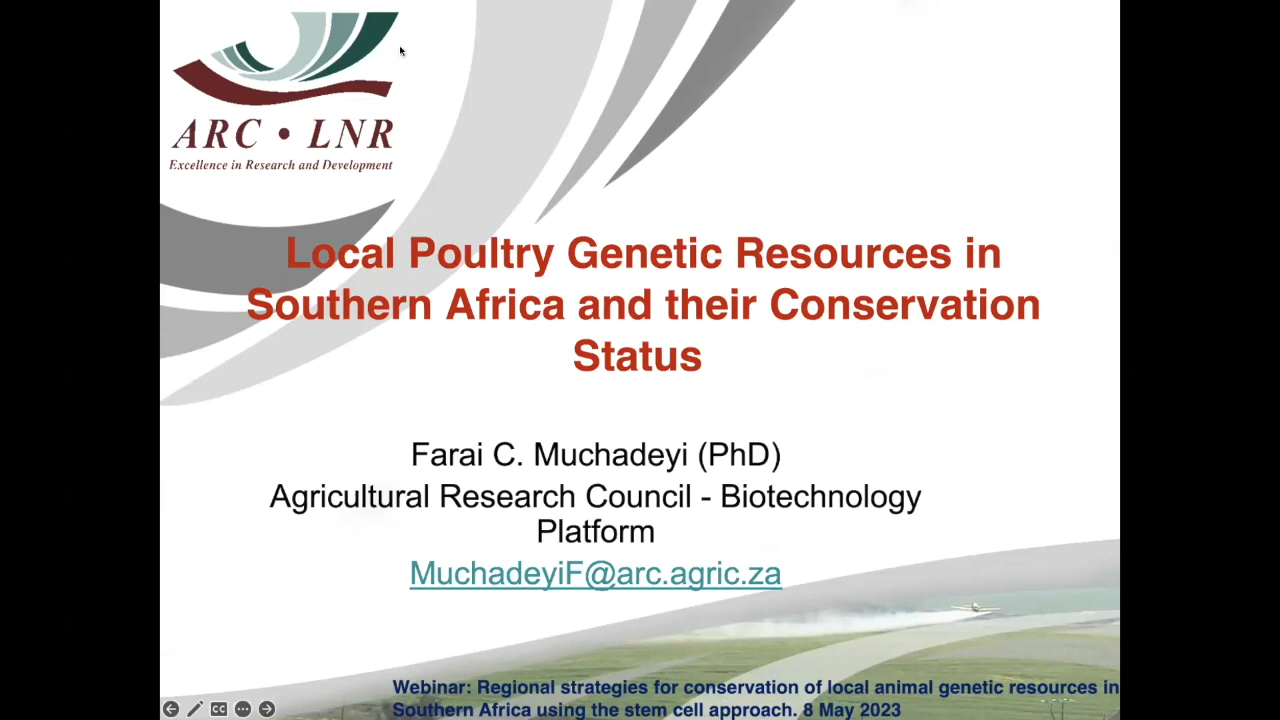 ARC • LNR
Excellence in Research and Development
Local Poultry Genetic Resources in
Southern Africa and their Conservation
Status
Farai C. Muchadeyi (PhD)
Agricultural Research Council - Biotechnology
Platform
MuchadeyiF@arc.agric.za
Webinar: Regional strategies for conservation of local animal genetic resources in
Southern Africa using the stem cell approach. 8 May 2023
CC